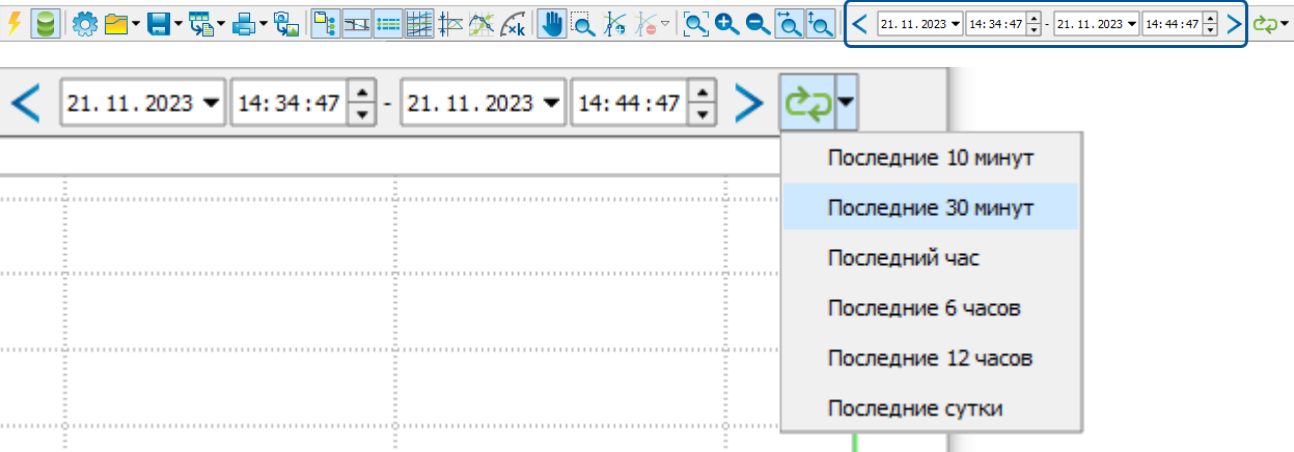 21. 11. 2023 14:34:47 - 21. 11. 2023 14:44:47
21. 11. 2023 14:34:47 - 21. 11. 2023 14:44:47
Последние 10 минут
Последние 30 минут
Последний час
Последние 6 часов
Последние 12 часов
Последние сутки